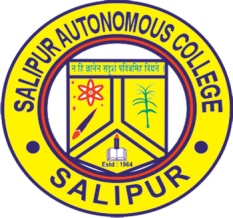 SALIPUR AUTONOMOUS COLLEGE
न हि ज्ञानेन सदृश पवित्रमिह विद्यते ।
Estd : 1964
SALIPUR